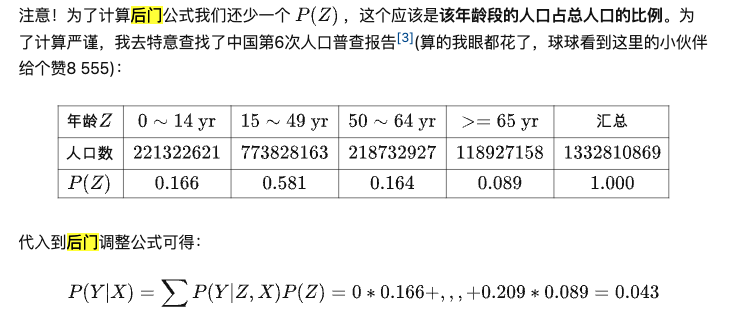 注意！为了计算后门公式我们还少一个 P(Z) ，这个应该是该年龄段的人口占总人口的比例。为
了计算严谨，我去特意查找了中国第6次人口普查报告[3](算的我眼都花了，球球看到这里的小伙伴
给个赞8 555)：
年龄Z 0 ∼ 14 yr 15 ∼ 49 yr 50 ∼ 64 yr >= 65 yr 汇总
人口数 221322621 773828163 218732927 118927158 1332810869
P(Z) 0.166 0.581 0.164 0.089 1.000
代入到后门调整公式可得：
P(Y|X) = ∑ P(Y|Z, X)P(Z) = 0 ∗ 0.166+, , , +0.209 ∗ 0.089 = 0.043